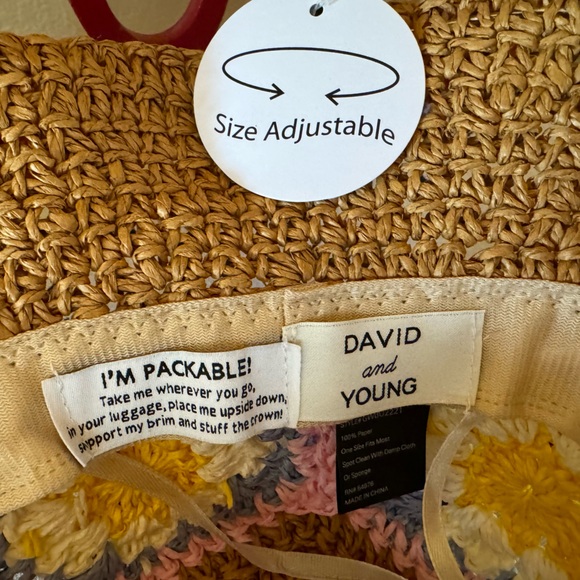 Size Adjustable
I'M PACKABLE!
Take me wherever you go,
in your luggage, place me upside down,
support my brim and stuff the crown!
DAVID
and
YOUNG
100% Paper
One Size Fits Most
Spot Clean With Damp Cloth
Or Sponge
MADE IN CHINA